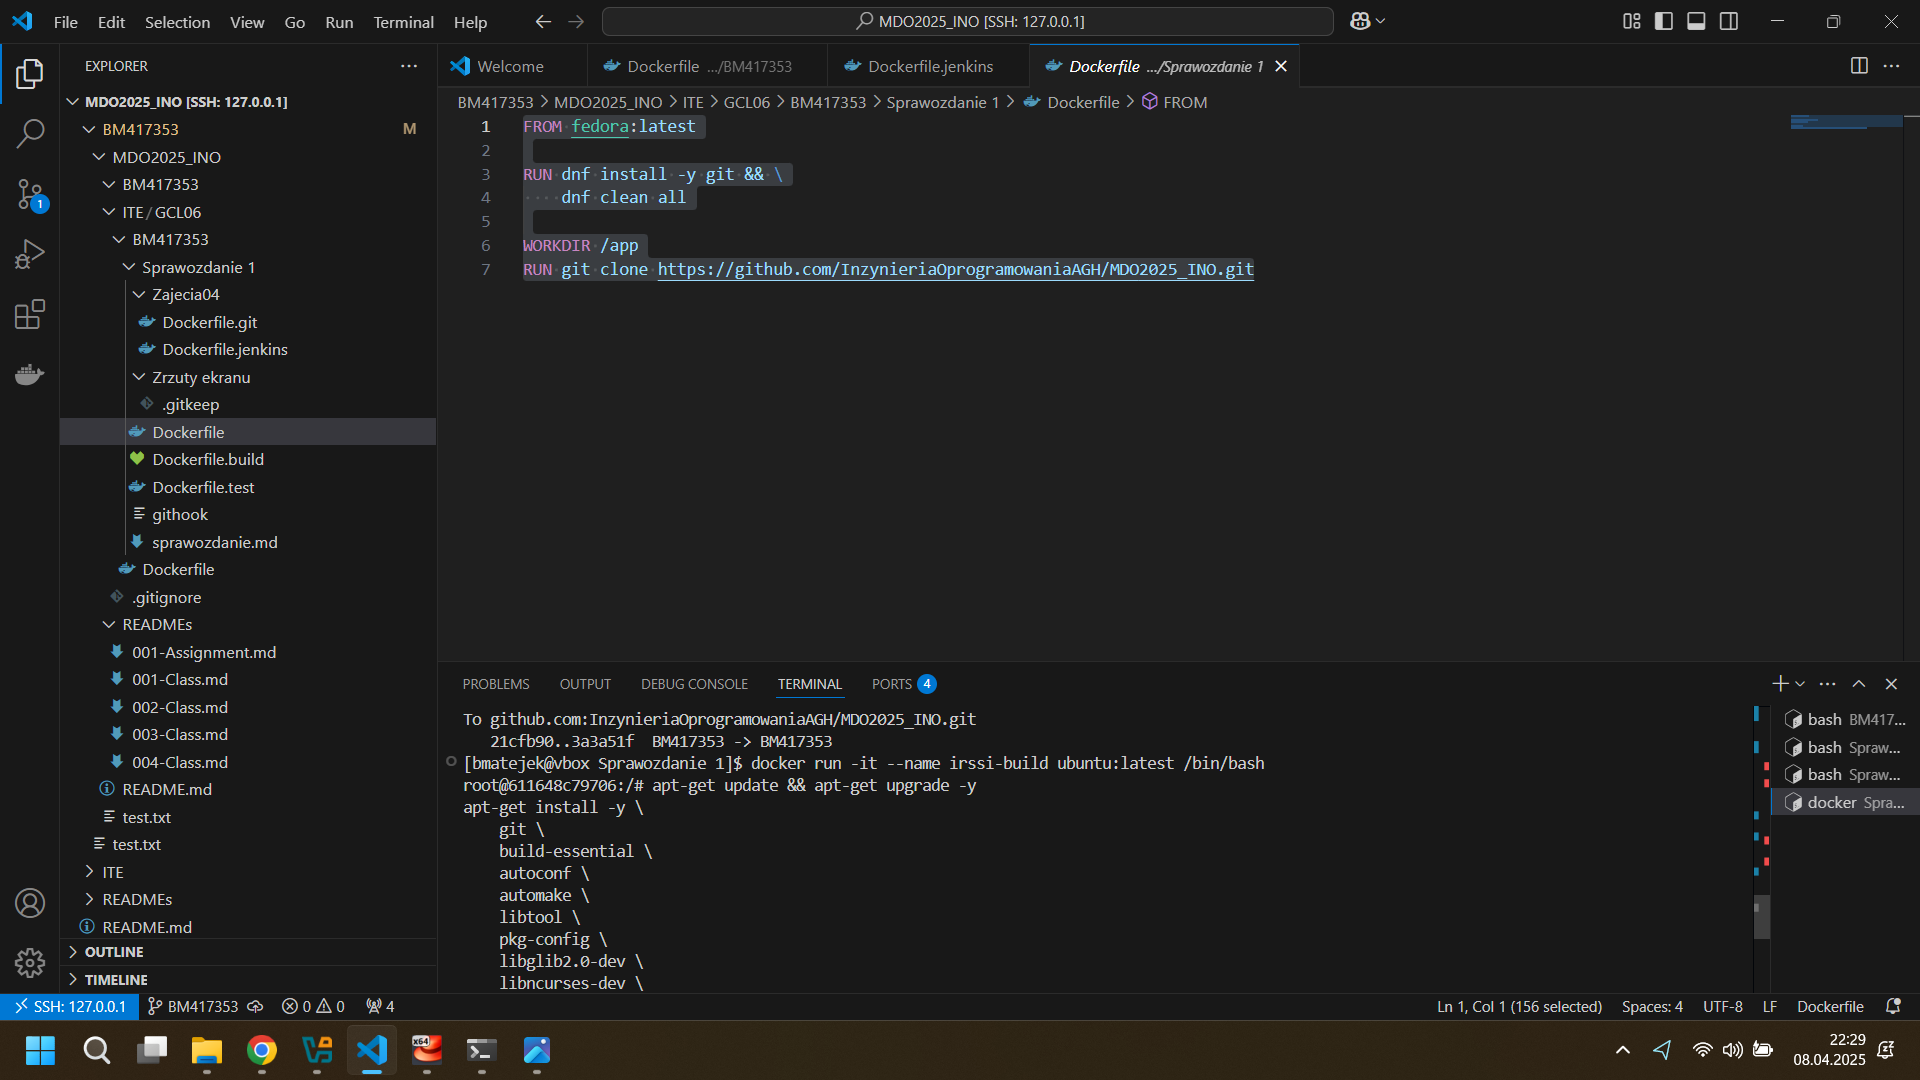 File Edit Selection View Go Run Terminal Help
MDO2025_INO [SSH: 127.0.0.1]
EXPLORER
MDO2025_INO [SSH: 127.0.0.1]
BM417353 M
MDO2025_INO
BM417353
ITE / GCL06
BM417353
Sprawozdanie 1
Zajecia04
Dockerfile.git
Dockerfile.jenkins
Zrzuty ekranu
.gitkeep
Dockerfile
Dockerfile.build
Dockerfile.test
githook
sprawozdanie.md
Dockerfile
.gitignore
READMEs
001-Assignment.md
001-Class.md
002-Class.md
003-Class.md
004-Class.md
README.md
test.txt
test.txt
ITE
READMEs
README.md
OUTLINE
TIMELINE
1
Welcome
Dockerfile .../BM417353
Dockerfile.jenkins
Dockerfile .../Sprawozdanie 1
BM417353 > MDO2025_INO > ITE > GCL06 > BM417353 > Sprawozdanie 1 > Dockerfile > FROM
1 FROM fedora:latest
2
3 RUN dnf install -y git && \
4     dnf clean all
5
6 WORKDIR /app
7 RUN git clone https://github.com/InzynieriaOprogramowaniaAGH/MDO2025_INO.git
PROBLEMS OUTPUT DEBUG CONSOLE TERMINAL PORTS 4
To github.com:InzynieriaOprogramowaniaAGH/MDO2025_INO.git
   21cfb90..3a3a51f  BM417353 -> BM417353
[bmatejek@vbox Sprawozdanie 1]$ docker run -it --name irssi-build ubuntu:latest /bin/bash
root@611648c79706:/# apt-get update && apt-get upgrade -y
apt-get install -y \
    git \
    build-essential \
    autoconf \
    automake \
    libtool \
    pkg-config \
    libglib2.0-dev \
    libncurses-dev \
bash BM417...
bash Spraw...
bash Spraw...
docker Spra...
SSH: 127.0.0.1 BM417353 0 0 4
Ln 1, Col 1 (156 selected) Spaces: 4 UTF-8 LF Dockerfile
x64
22:29
08.04.2025